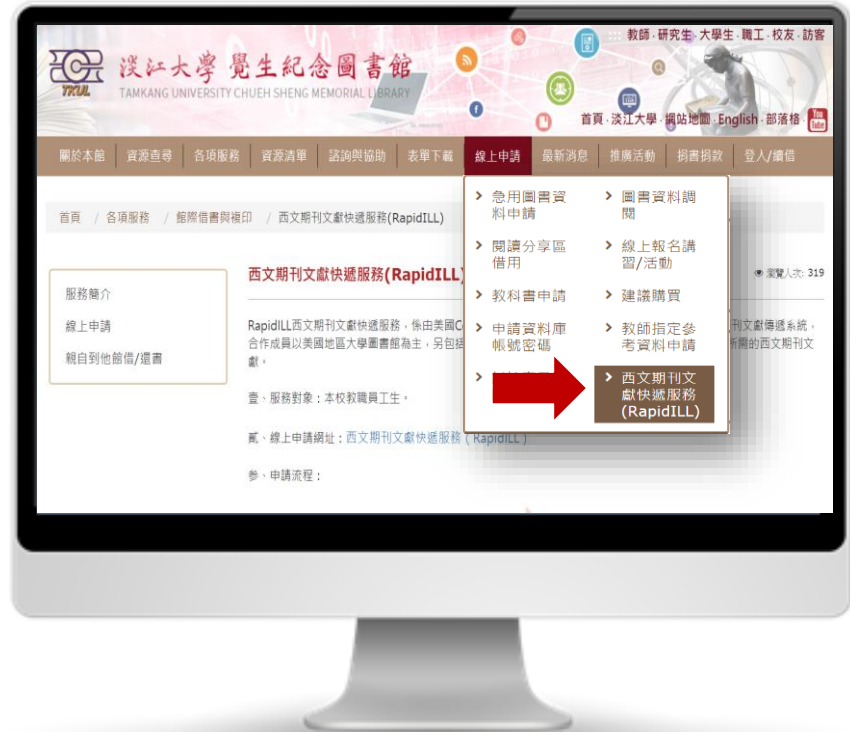 教師 · 研究生 · 大學生 · 職工 · 校友 · 訪客
TKUL
淡江大學 覺生紀念圖書館
TAMKANG UNIVERSITY CHUEH SHENG MEMORIAL LIBRARY
首頁 · 淡江大學 · 網站地圖 · English · 部落格 · You Tube
關於本館 資源查尋 各項服務 資源清單 諮詢與協助 表單下載 線上申請 最新消息 推廣活動 捐書捐款 登入/續借
首頁 / 各項服務 / 館際借書與複印 / 西文期刊文獻快遞服務(RapidILL)
服務簡介
線上申請
親自到他館借/還書
西文期刊文獻快遞服務(RapidILL)
瀏覽人次: 319
RapidILL西文期刊文獻快遞服務,係由美國C
刊文獻傳遞系統,
合作成員以美國地區大學圖書館為主,另包括
所需的西文期刊文
獻。
壹、服務對象:本校教職員工生。
貳、線上申請網址:西文期刊文獻快遞服務(RapidILL)
參、申請流程:
> 急用圖書資
料申請
> 圖書資料調
閱
> 閱讀分享區
借用
> 線上報名講
習/活動
> 教科書申請
> 建議購買
> 申請資料庫
帳號密碼
> 教師指定參
考資料申請
> 西文期刊文
獻快遞服務
(RapidILL)